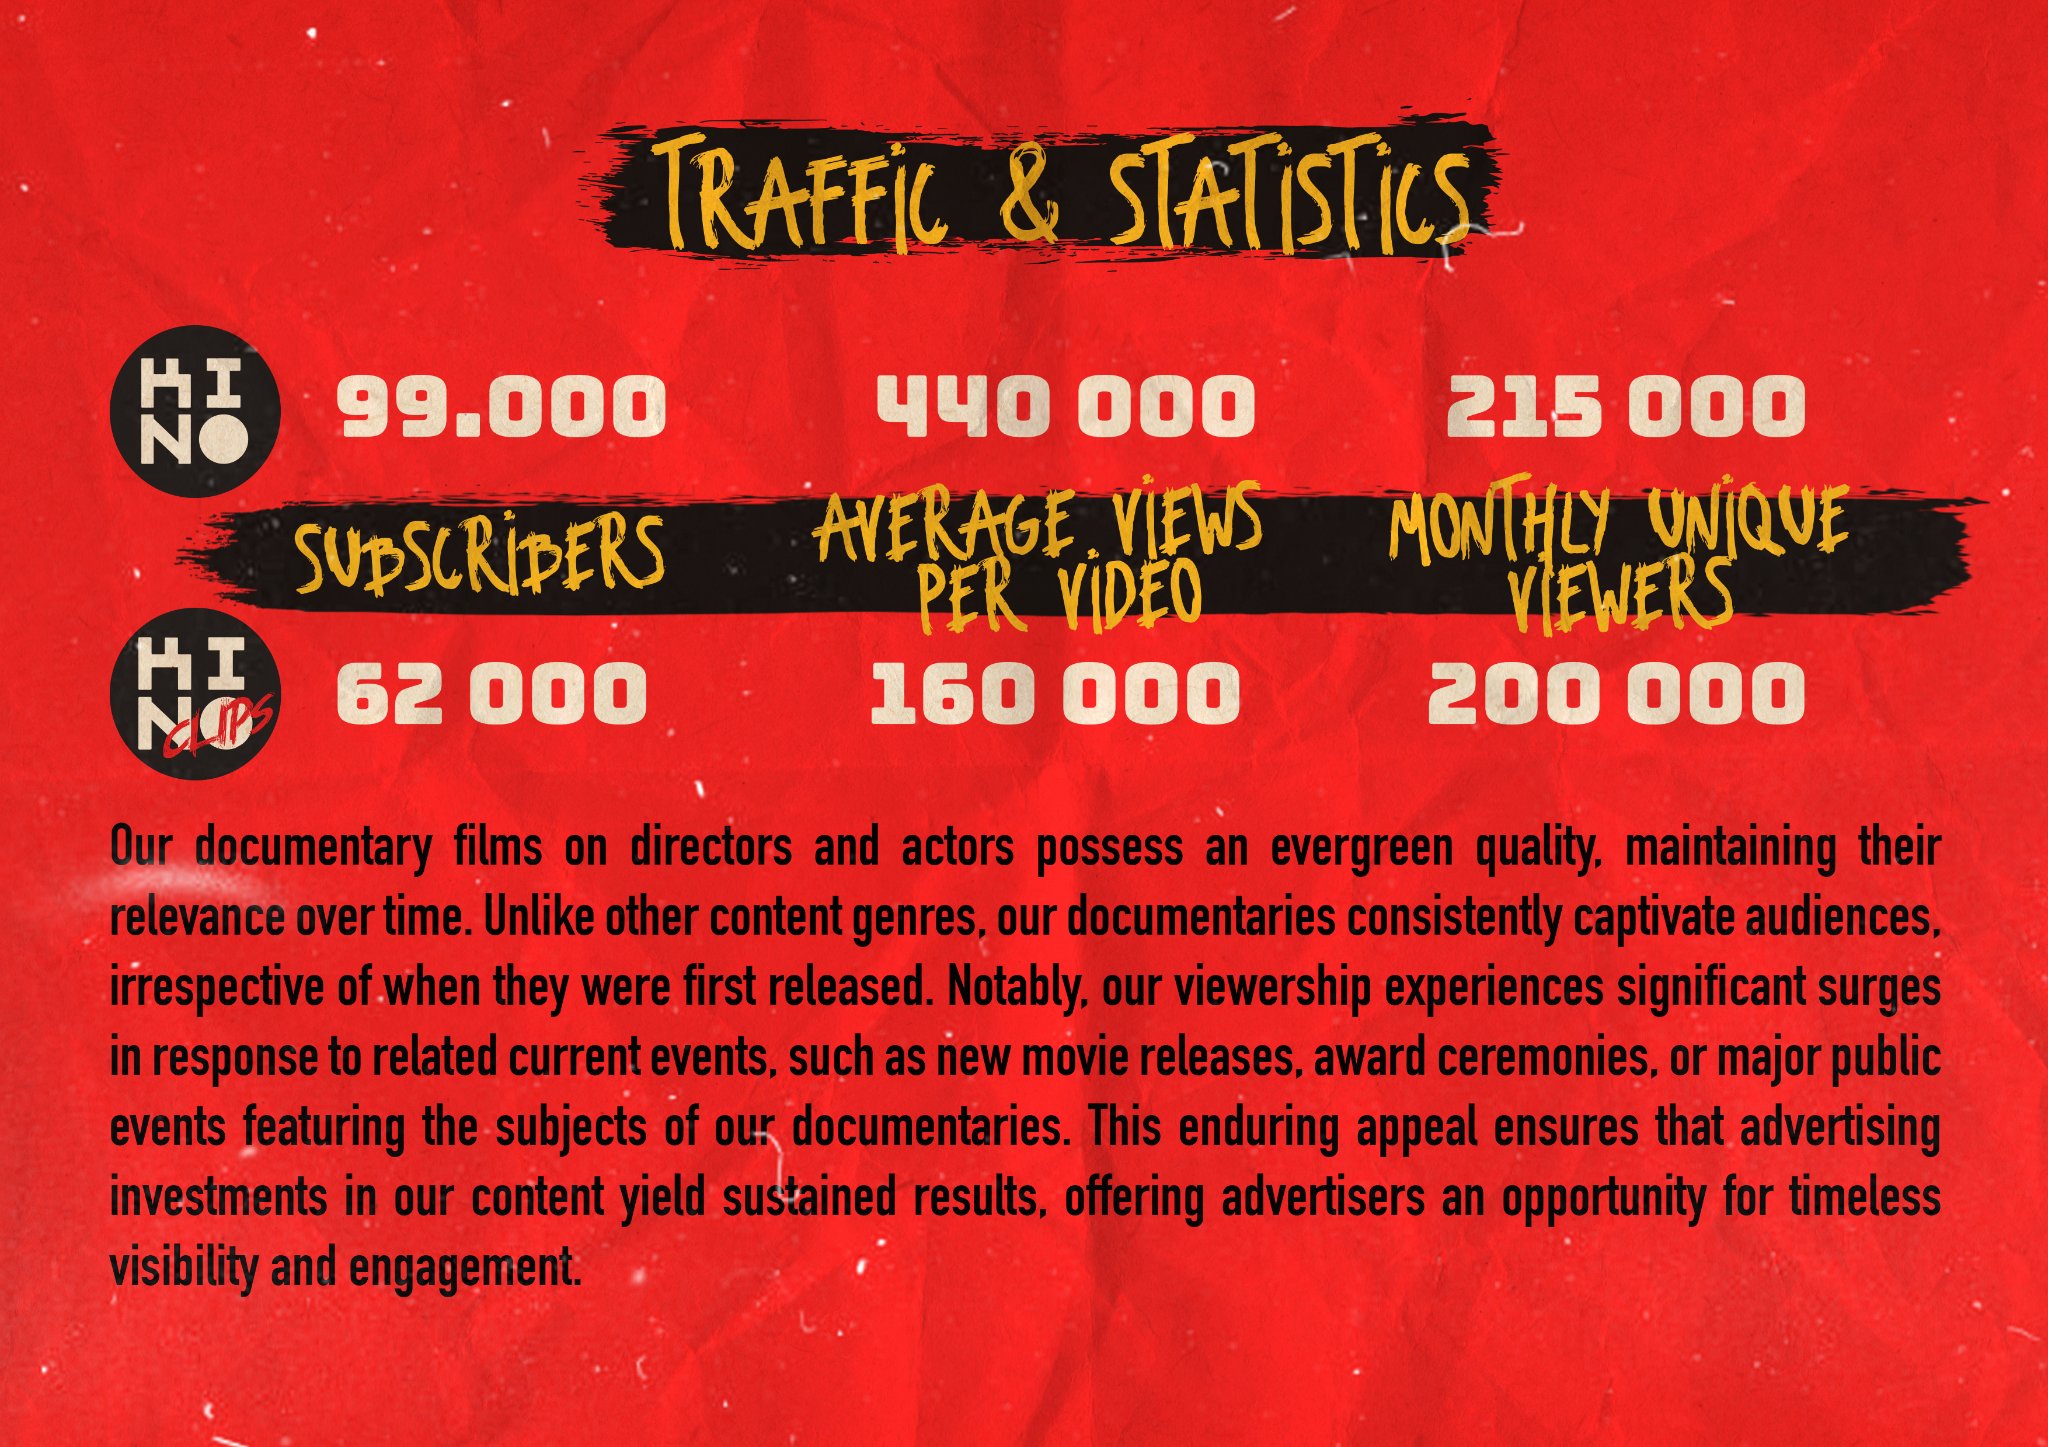 TRAFFIC & STATISTICS
KI
NO
99.000
440 000
215 000
SUBSCRIBERS
AVERAGE VIEWS
PER VIDEO
MONTHLY UNIQUE
VIEWERS
KI
NO
CLIPS
62 000
160 000
200 000
Our documentary films on directors and actors possess an evergreen quality, maintaining their
relevance over time. Unlike other content genres, our documentaries consistently captivate audiences,
irrespective of when they were first released. Notably, our viewership experiences significant surges
in response to related current events, such as new movie releases, award ceremonies, or major public
events featuring the subjects of our documentaries. This enduring appeal ensures that advertising
investments in our content yield sustained results, offering advertisers an opportunity for timeless
visibility and engagement.